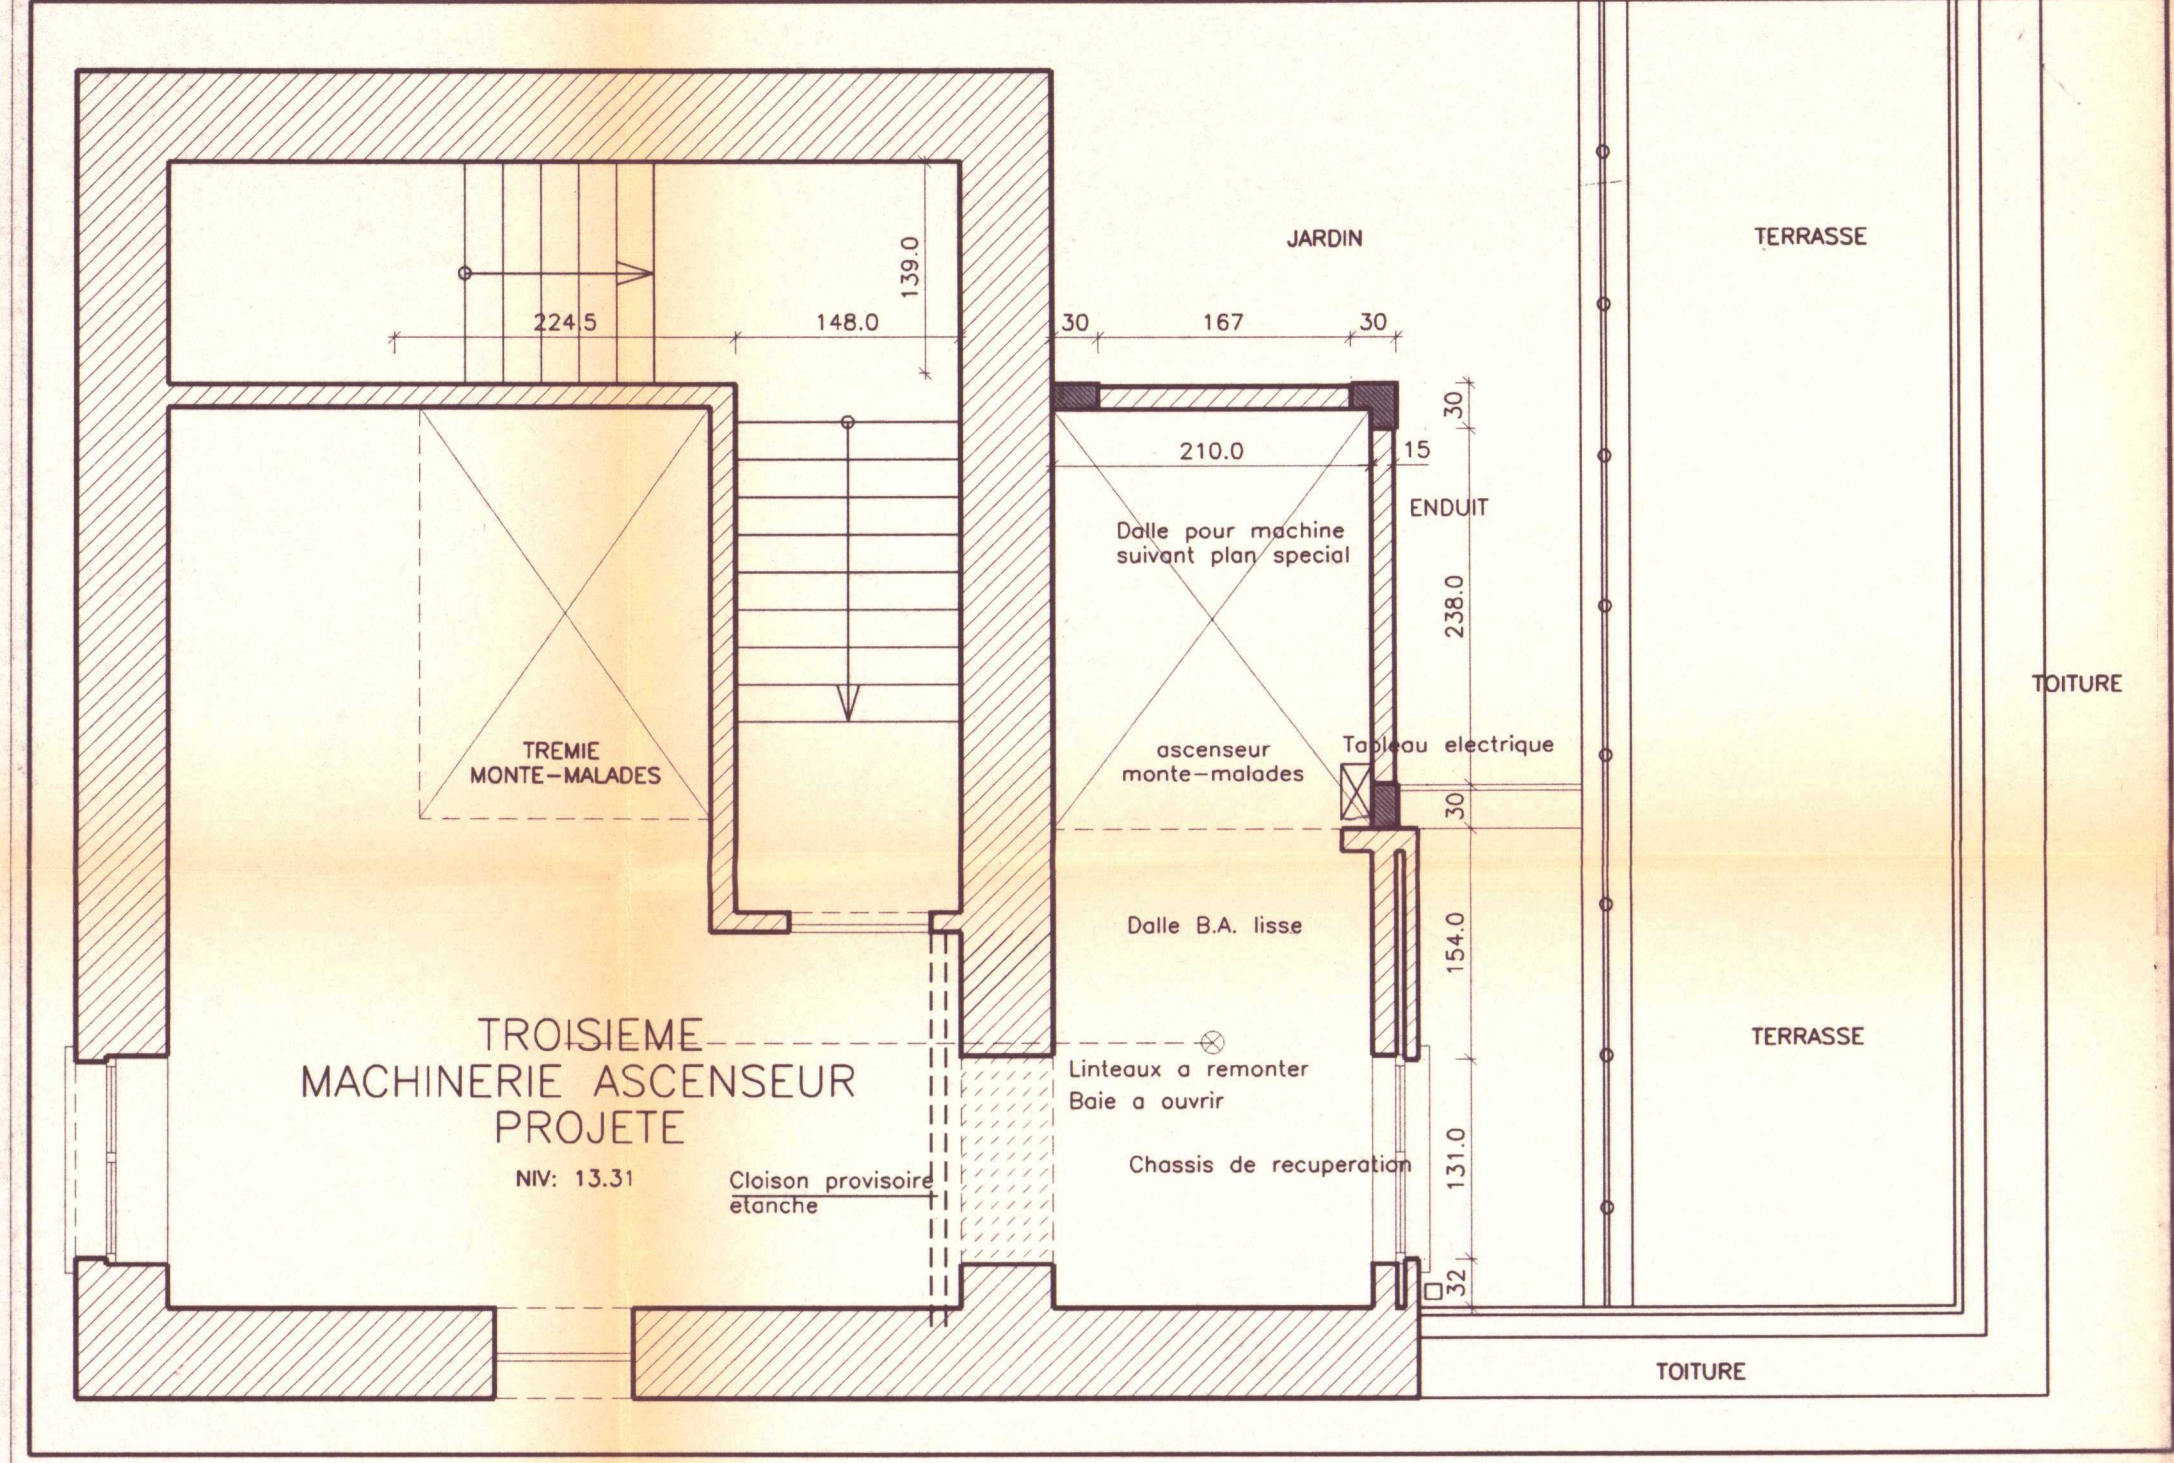 JARDIN
TERRASSE
139.0
224.5
148.0
30
167
30
30
210.0
15
ENDUIT
Dalle pour machine
suivant plan special
238.0
TOITURE
TREMIE
MONTE-MALADES
ascenseur
monte-malades
Tableau electrique
30
Dalle B.A. lisse
154.0
TROISIEME
MACHINERIE ASCENSEUR
PROJETE
NIV: 13.31
Linteaux a remonter
Baie a ouvrir
TERRASSE
Chassis de recuperation
131.0
Cloison provisoire
etanche
32
TOITURE